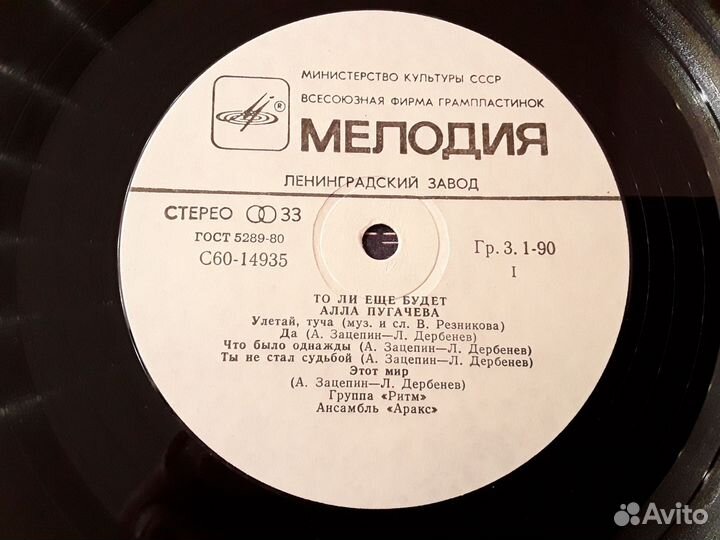 МИНИСТЕРСТВО КУЛЬТУРЫ СССР
ВСЕСОЮЗНАЯ ФИРМА ГРАМПЛАСТИНОК
®
МЕЛОДИЯ
ЛЕНИНГРАДСКИЙ ЗАВОД
СТЕРЕО 33
ГОСТ 5289-80
С60-14935
Гр. 3. 1-90
I
ТО ЛИ ЕЩЕ БУДЕТ
АЛЛА ПУГАЧЕВА
Улетай, туча (муз. и сл. В. Резникова)
Да (А. Зацепин—Л. Дербенев)
Что было однажды (А. Зацепин—Л. Дербенев)
Ты не стал судьбой (А. Зацепин—Л. Дербенев)
Этот мир
(А. Зацепин—Л. Дербенев)
Группа «Ритм»
Ансамбль «Аракс»
Avito